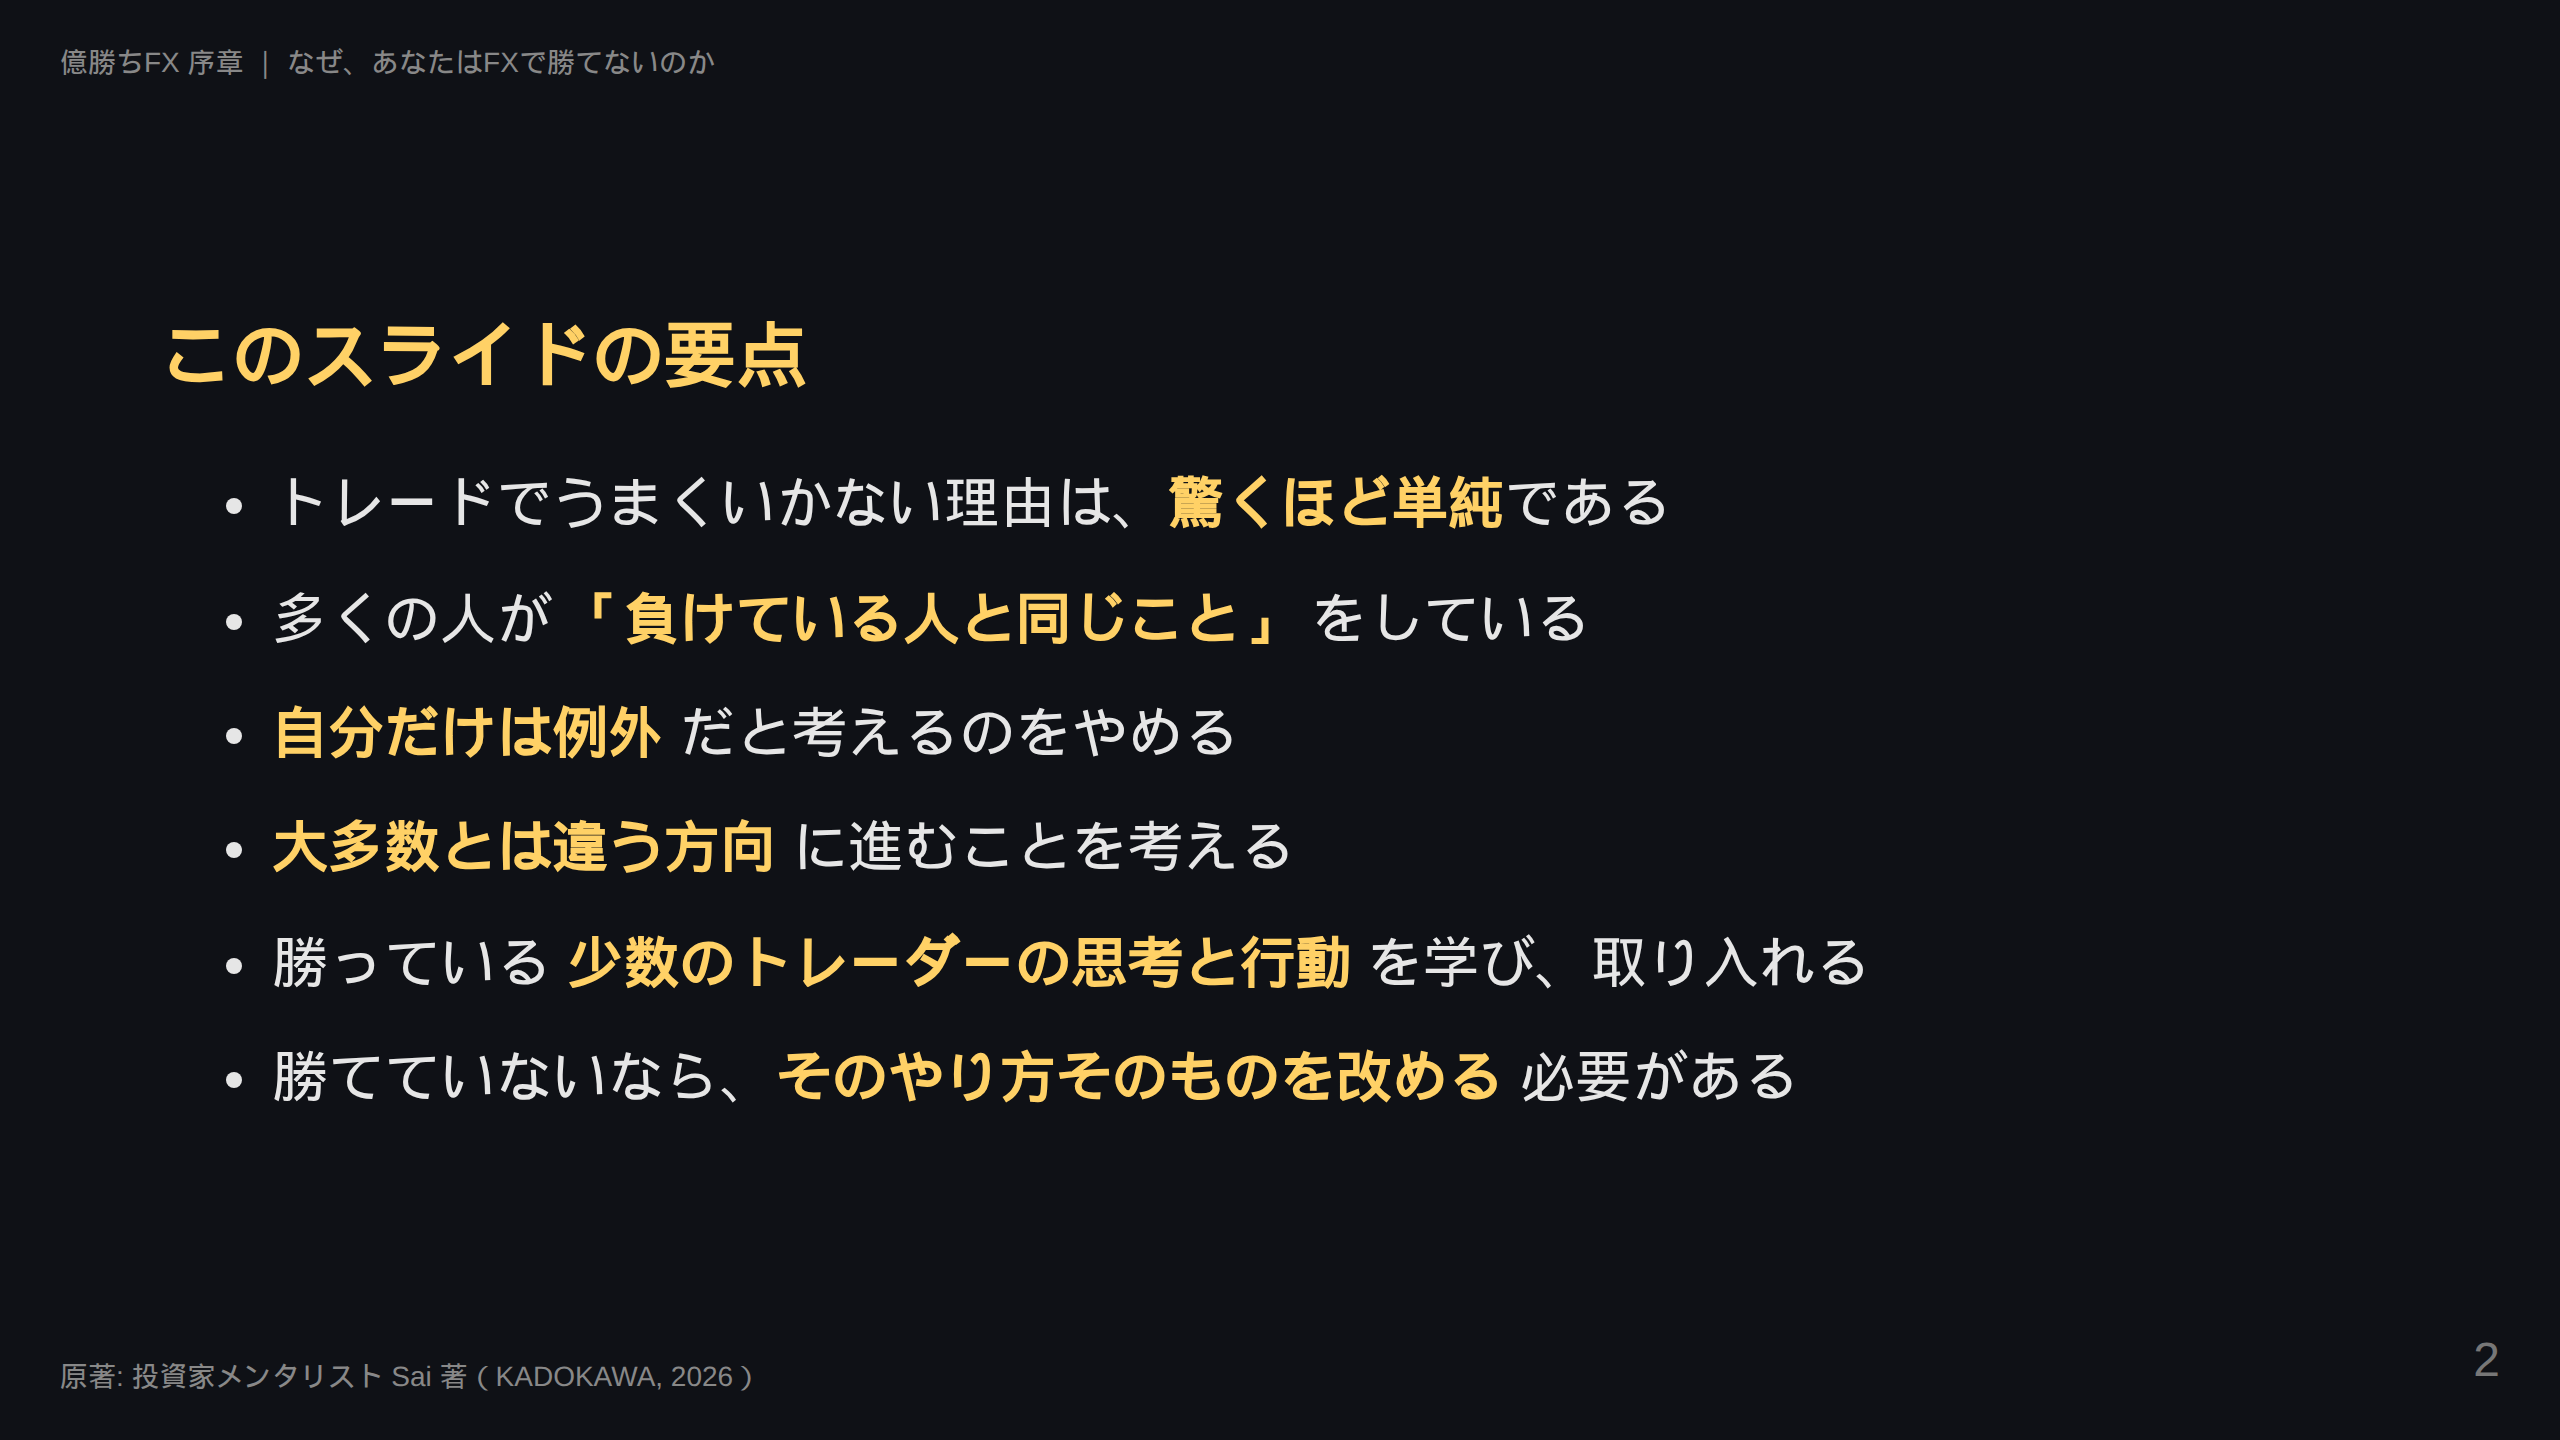 億勝ちFX 序章 ｜ なぜ、あなたはFXで勝てないのか
このスライドの要点
• トレードでうまくいかない理由は、驚くほど単純である
• 多くの人が「負けている人と同じこと」をしている
• 自分だけは例外 だと考えるのをやめる
• 大多数とは違う方向 に進むことを考える
• 勝っている 少数のトレーダーの思考と行動 を学び、取り入れる
• 勝てていないなら、そのやり方そのものを改める 必要がある
原著: 投資家メンタリスト Sai 著（KADOKAWA, 2026）
2